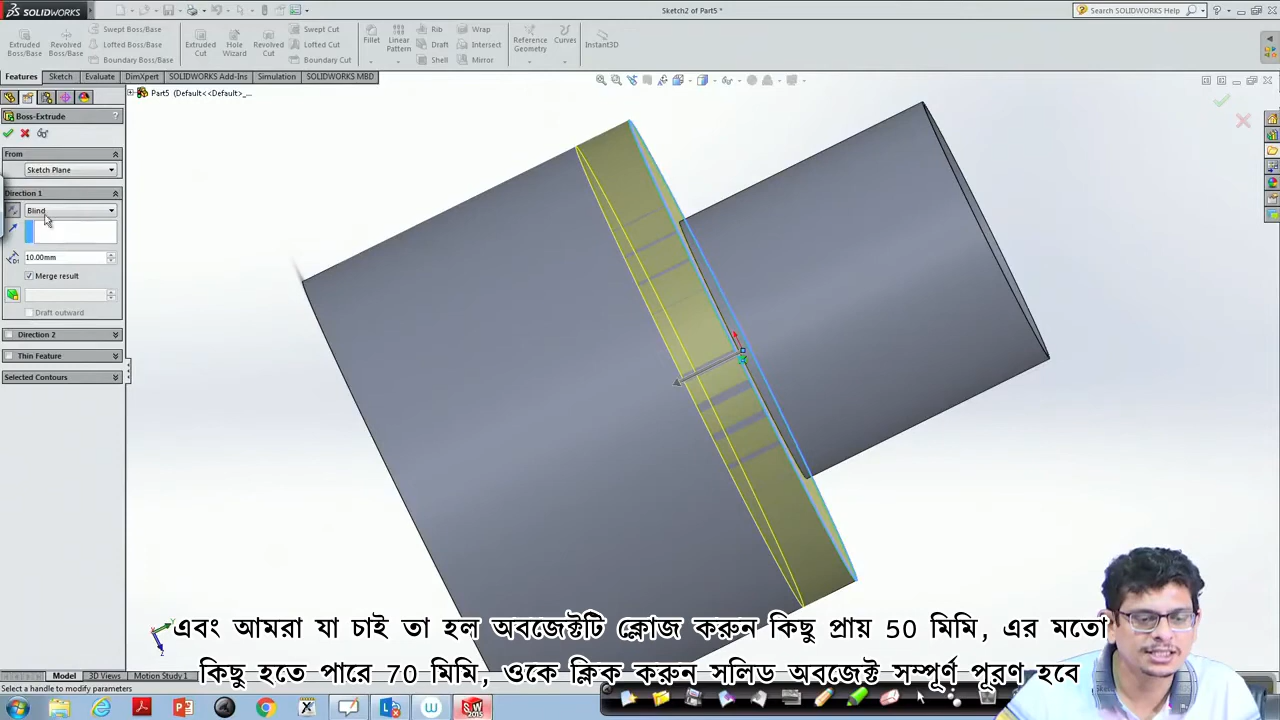 SOLIDWORKS
Sketch2 of Part5
Search SOLIDWORKS Help
Extruded Boss/Base
Revolved Boss/Base
Swept Boss/Base
Lofted Boss/Base
Boundary Boss/Base
Extruded Cut
Hole Wizard
Revolved Cut
Swept Cut
Lofted Cut
Boundary Cut
Fillet
Linear Pattern
Rib
Draft
Shell
Wrap
Intersect
Mirror
Reference Geometry
Curves
Instant3D
Features Sketch Evaluate DimXpert SOLIDWORKS Add-Ins Simulation SOLIDWORKS MBD
Part5 (Default<<Default>_...
Boss-Extrude
From
Sketch Plane
Direction 1
Blind
10.00mm
Merge result
Draft outward
Direction 2
Thin Feature
Selected Contours
এবং আমরা যা চাই তা হল অবজেক্টটি ক্লোজ করুন কিছু প্রায় 50 মিমি, এর মতো
কিছু হতে পারে 70 মিমি, ওকে ক্লিক করুন সলিড অবজেক্ট সম্পূর্ণ পূরণ হবে
Model 3D Views Motion Study 1
Select a handle to modify parameters